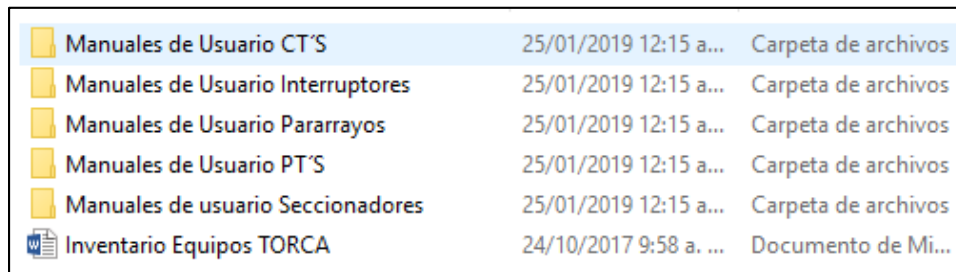 Manuales de Usuario CT´S 25/01/2019 12:15 a... Carpeta de archivos
Manuales de Usuario Interruptores 25/01/2019 12:15 a... Carpeta de archivos
Manuales de Usuario Pararrayos 25/01/2019 12:15 a... Carpeta de archivos
Manuales de Usuario PT´S 25/01/2019 12:15 a... Carpeta de archivos
Manuales de usuario Seccionadores 25/01/2019 12:15 a... Carpeta de archivos
Inventario Equipos TORCA 24/10/2017 9:58 a. ... Documento de Mi...